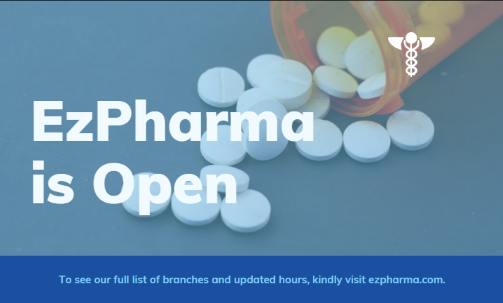 EzPharma
is Open
To see our full list of branches and updated hours, kindly visit ezpharma.com.